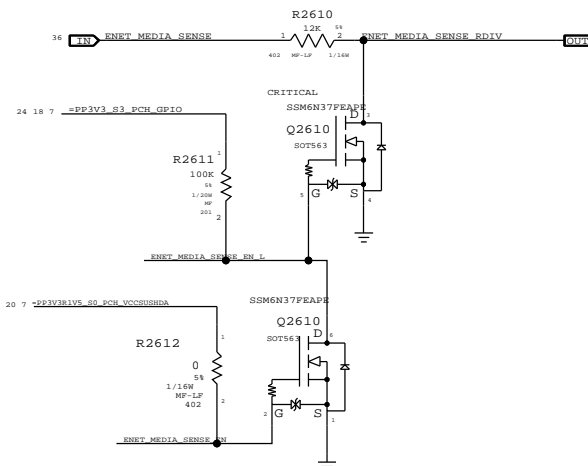 R2610
12K
5%
36 IN ENET_MEDIA_SENSE 1 2 ENET_MEDIA_SENSE_RDIV OUT
402 MF-LF 1/16W
CRITICAL
SSM6N37FEAPE
D 3
24 18 7 =PP3V3_S3_PCH_GPIO
Q2610
SOT563
R2611
1
100K
5%
1/20W
MF
201
2
5 G S 4
ENET_MEDIA_SENSE_EN_L
SSM6N37FEAPE
20 7 =PP3V3R1V5_S0_PCH_VCCSUSHDA
Q2610
D 6
SOT563
R2612
1
0
5%
1/16W
MF-LF
402
2
2 G S 1
ENET_MEDIA_SENSE_EN